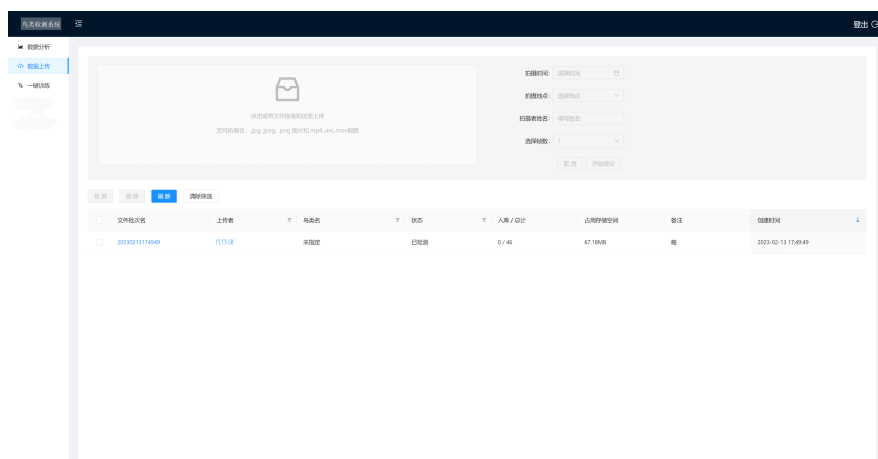 鸟类检测系统
登出
数据分析
数据上传
一键训练
点击或将文件拖拽到这里上传
支持拓展名：.jpg, .jpeg, .png 图片和.mp4, .avi, .mov视频
拍摄时间： 选择时间
拍摄地点： 选择地点
拍摄者姓名： 填写姓名
选择帧数： 1
取消 开始提交
检测 删除 刷新 清除筛选
文件批次名 上传者 鸟类名 状态 入库 / 总计 占用存储空间 备注 创建时间
20230213174949 未指定 已检测 0 / 46 67.18MB 2023-02-13 17:49:49